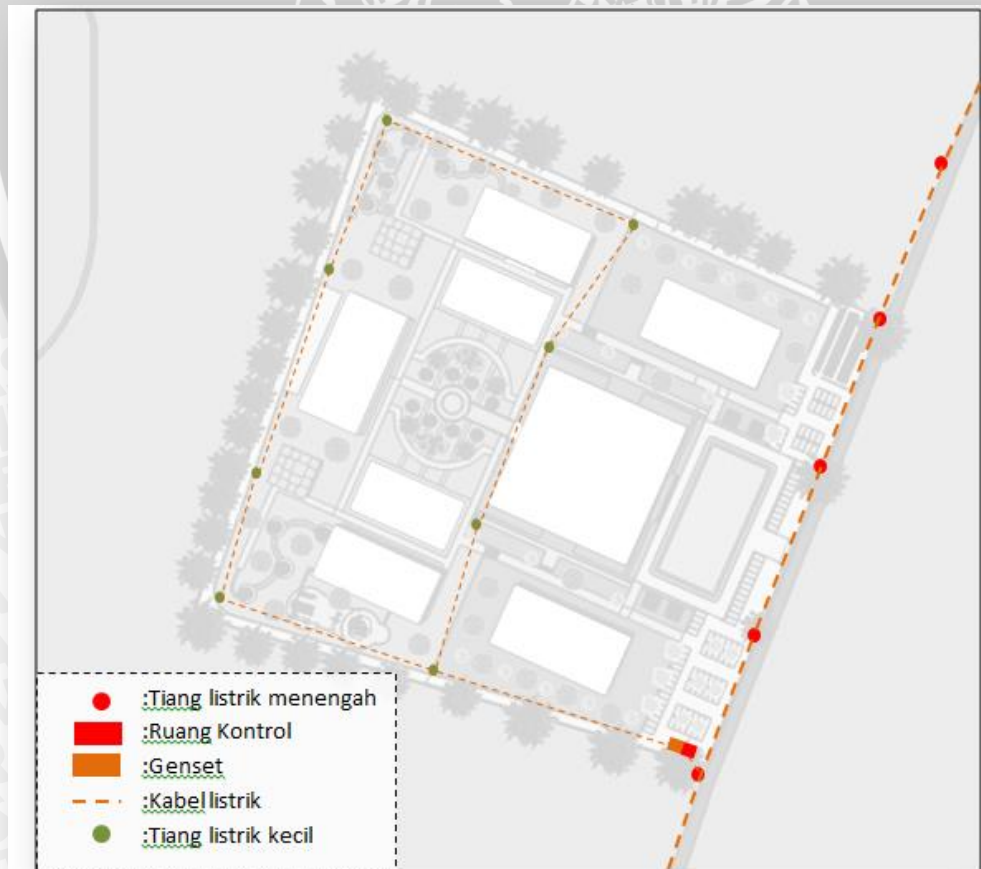 :Tiang listrik menengah
:Ruang Kontrol
:Genset
:Kabel listrik
:Tiang listrik kecil